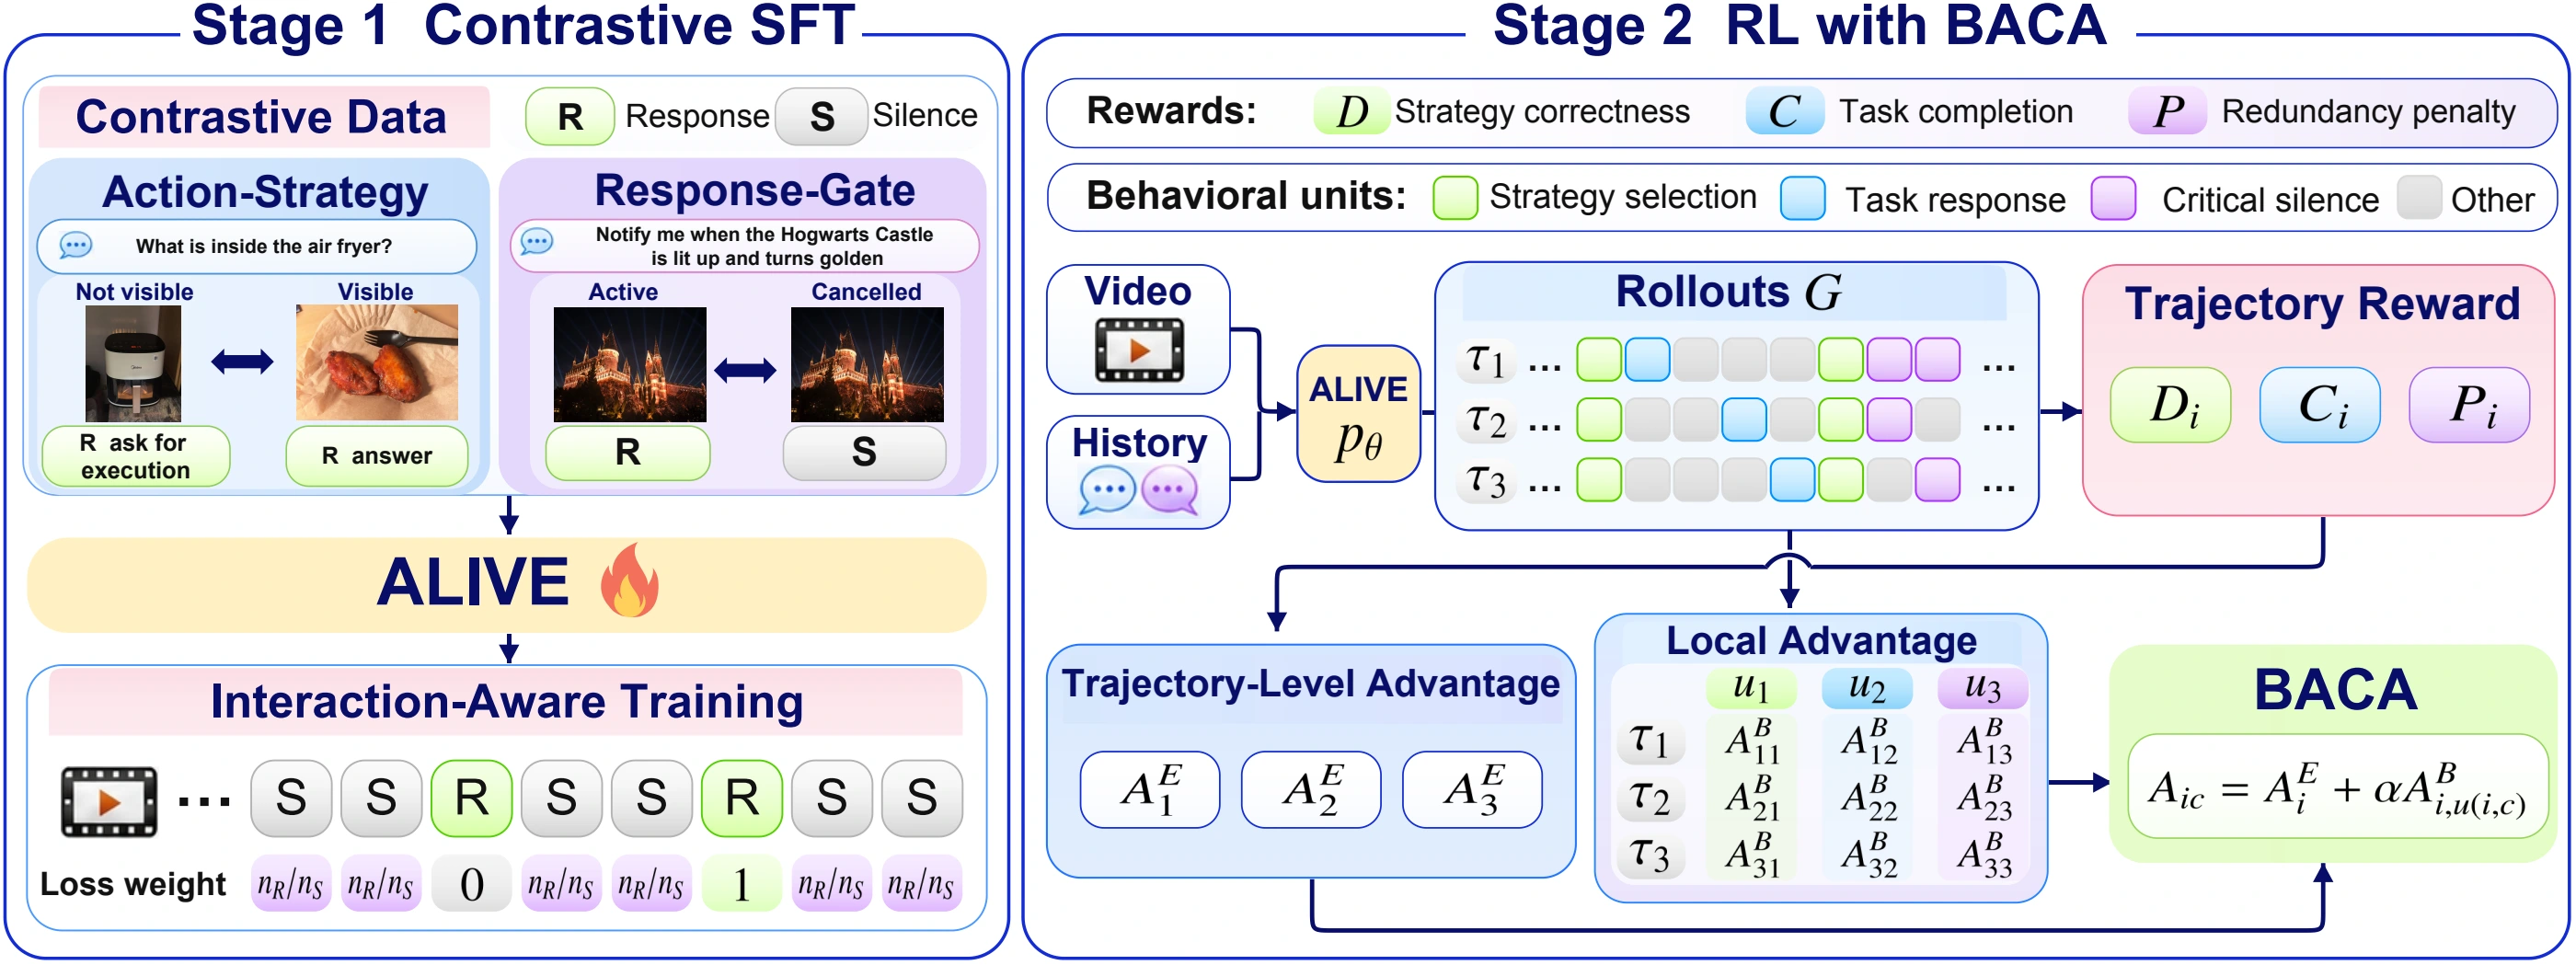 Stage 1 Contrastive SFT
Contrastive Data
R Response S Silence
Action-Strategy
What is inside the air fryer?
Not visible Visible
R ask for
execution
R answer
Response-Gate
Notify me when the Hogwarts Castle
is lit up and turns golden
Active Cancelled
R S
ALIVE
Interaction-Aware Training
... S S R S S R S S
Loss weight n_R/n_S n_R/n_S 0 n_R/n_S n_R/n_S 1 n_R/n_S n_R/n_S
Stage 2 RL with BACA
Rewards: D Strategy correctness C Task completion P Redundancy penalty
Behavioral units: Strategy selection Task response Critical silence Other
Video
History
ALIVE
p_θ
Rollouts G
τ_1 ... ...
τ_2 ... ...
τ_3 ... ...
Trajectory Reward
D_i C_i P_i
Trajectory-Level Advantage
A_1^E A_2^E A_3^E
Local Advantage
u_1 u_2 u_3
τ_1 A_11^B A_12^B A_13^B
τ_2 A_21^B A_22^B A_23^B
τ_3 A_31^B A_32^B A_33^B
BACA
A_ic = A_i^E + αA_i,u(i,c)^B